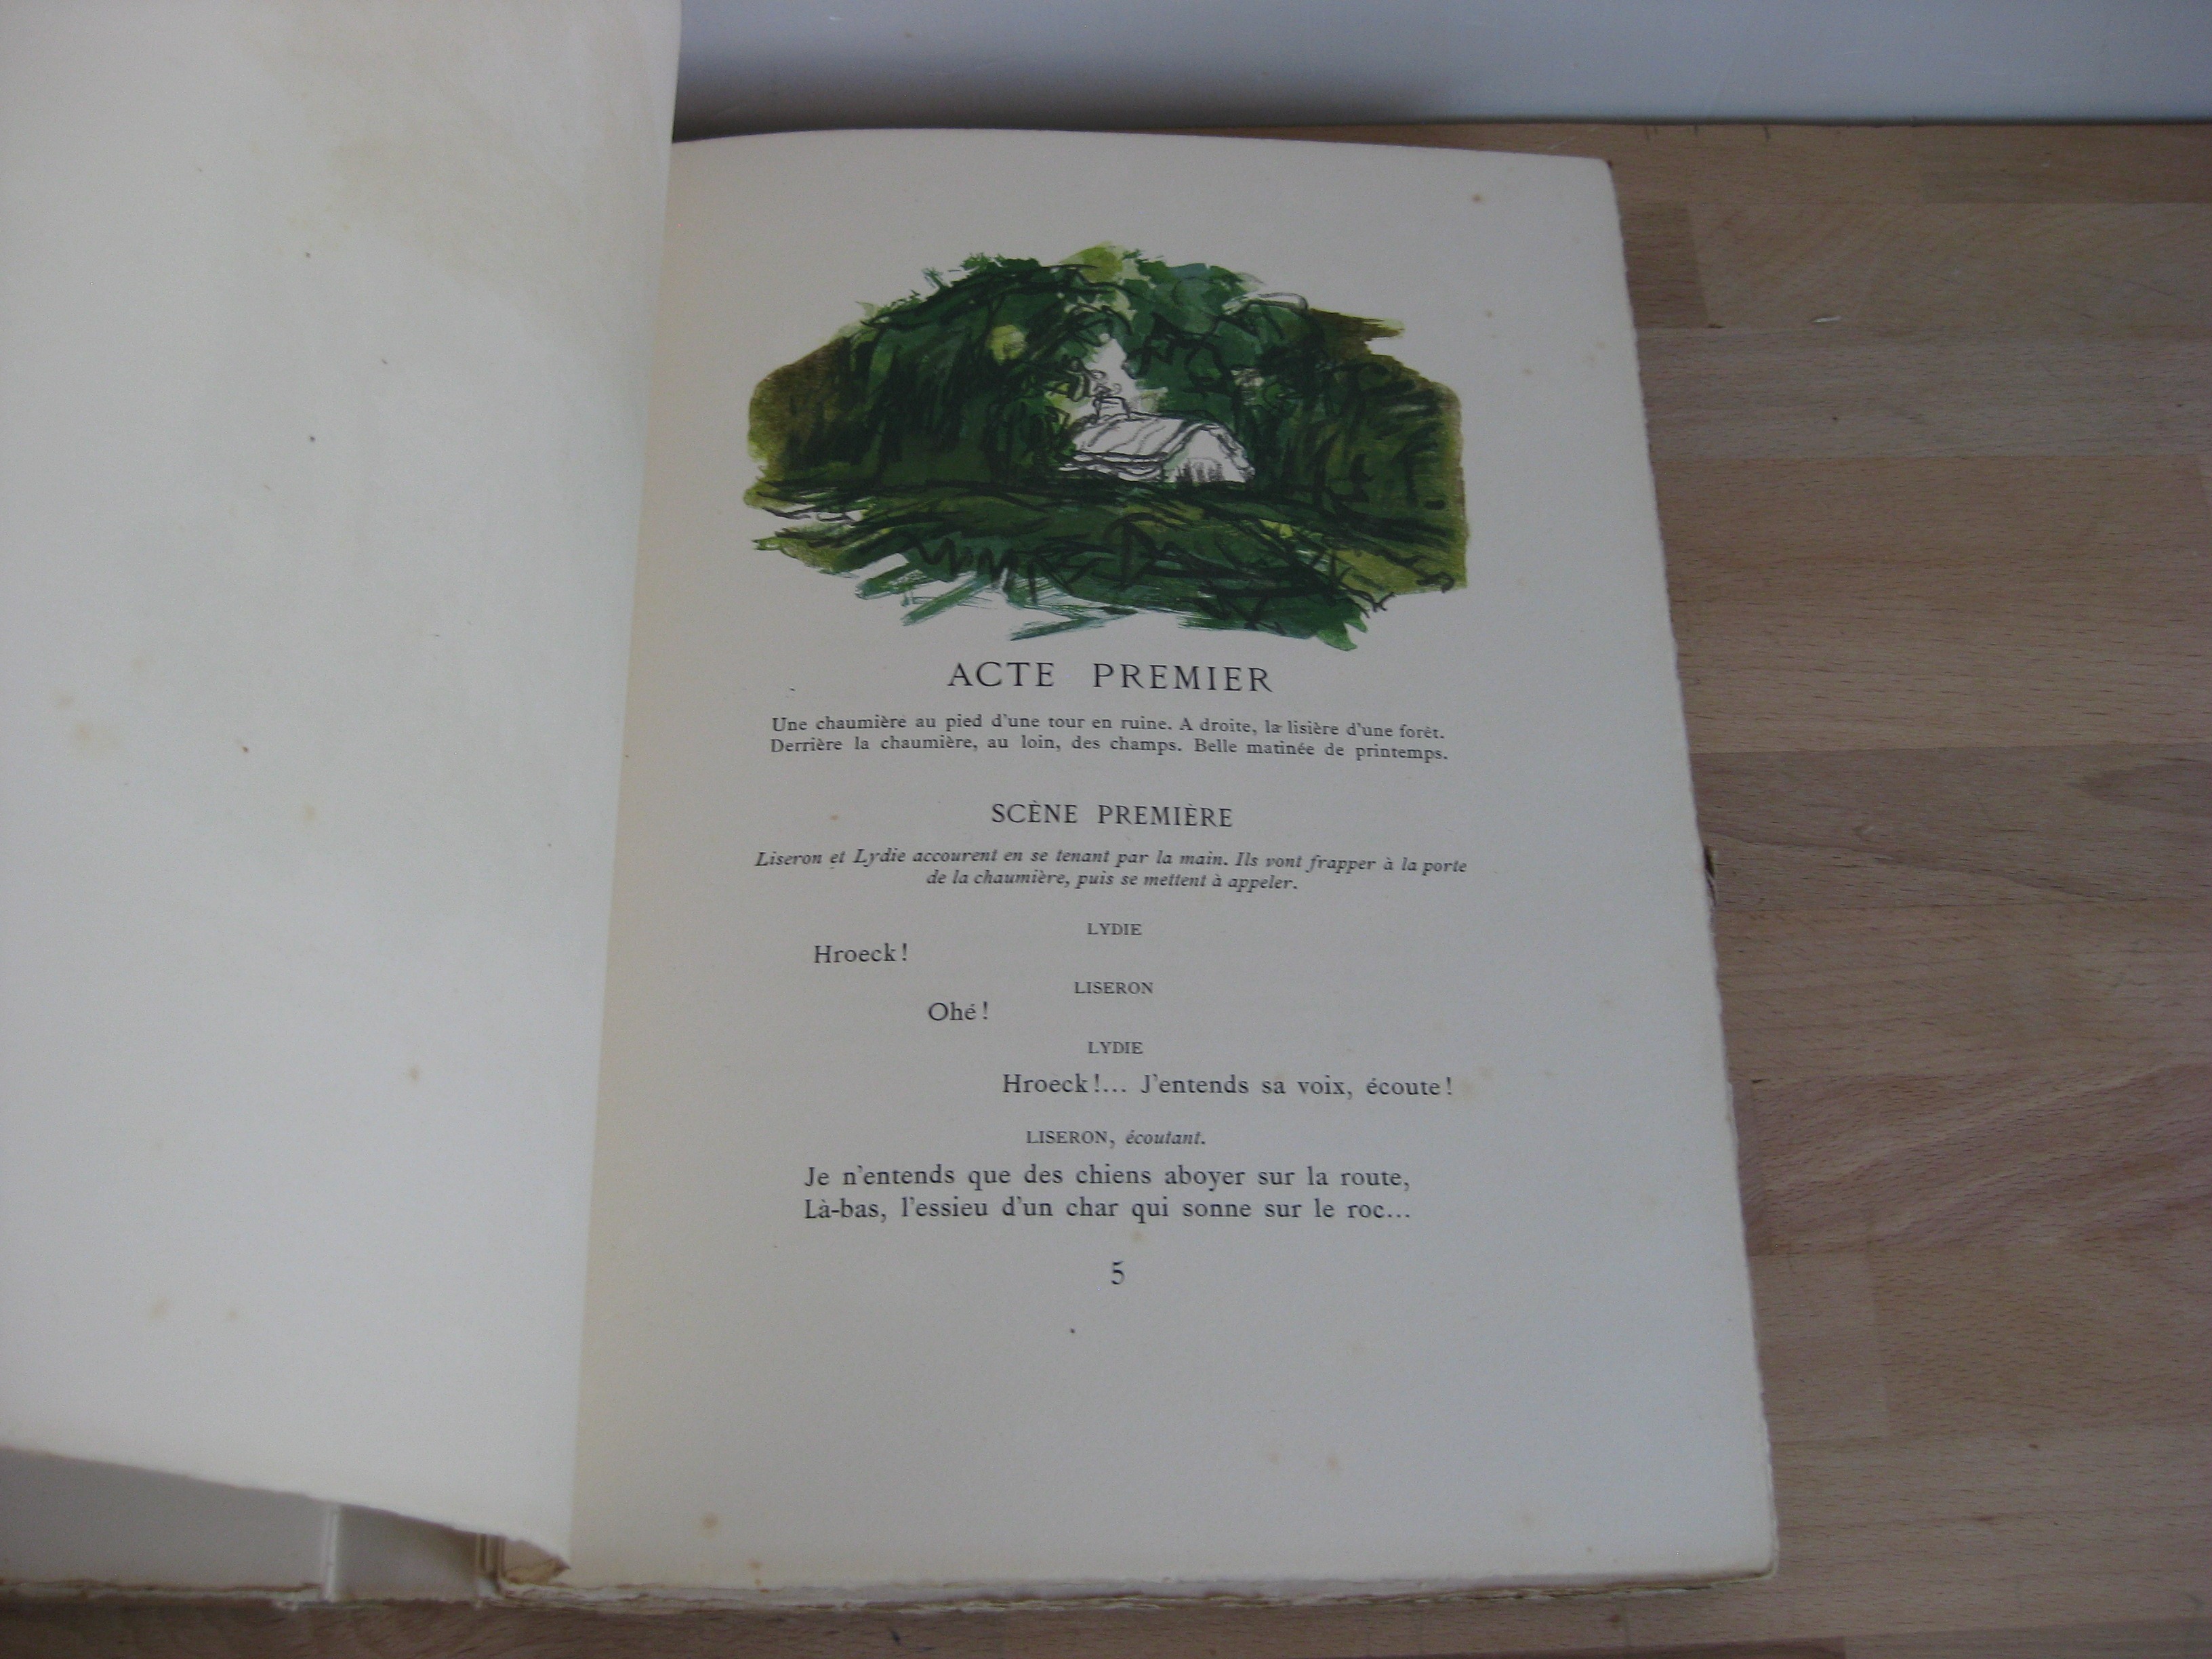 ACTE PREMIER
Une chaumière au pied d'une tour en ruine. A droite, la lisière d'une forêt.
Derrière la chaumière, au loin, des champs. Belle matinée de printemps.
SCÈNE PREMIÈRE
Liseron et Lydie accourent en se tenant par la main. Ils vont frapper à la porte
de la chaumière, puis se mettent à appeler.
LYDIE
Hroeck!
LISERON
Ohé!
LYDIE
Hroeck!... J'entends sa voix, écoute!
LISERON, écoutant.
Je n'entends que des chiens aboyer sur la route,
Là-bas, l'essieu d'un char qui sonne sur le roc...
5